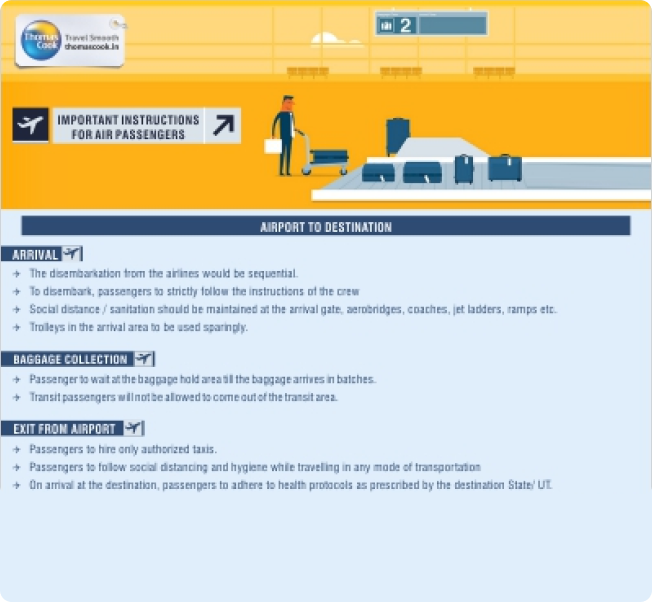 Thomas
Cook
Travel Smooth
thomascook.in
2
IMPORTANT INSTRUCTIONS
FOR AIR PASSENGERS
AIRPORT TO DESTINATION
ARRIVAL
The disembarkation from the airlines would be sequential.
To disembark, passengers to strictly follow the instructions of the crew
Social distance / sanitation should be maintained at the arrival gate, aerobridges, coaches, jet ladders, ramps etc.
Trolleys in the arrival area to be used sparingly.
BAGGAGE COLLECTION
Passenger to wait at the baggage hold area till the baggage arrives in batches.
Transit passengers will not be allowed to come out of the transit area.
EXIT FROM AIRPORT
Passengers to hire only authorized taxis.
Passengers to follow social distancing and hygiene while travelling in any mode of transportation
On arrival at the destination, passengers to adhere to health protocols as prescribed by the destination State/ UT.